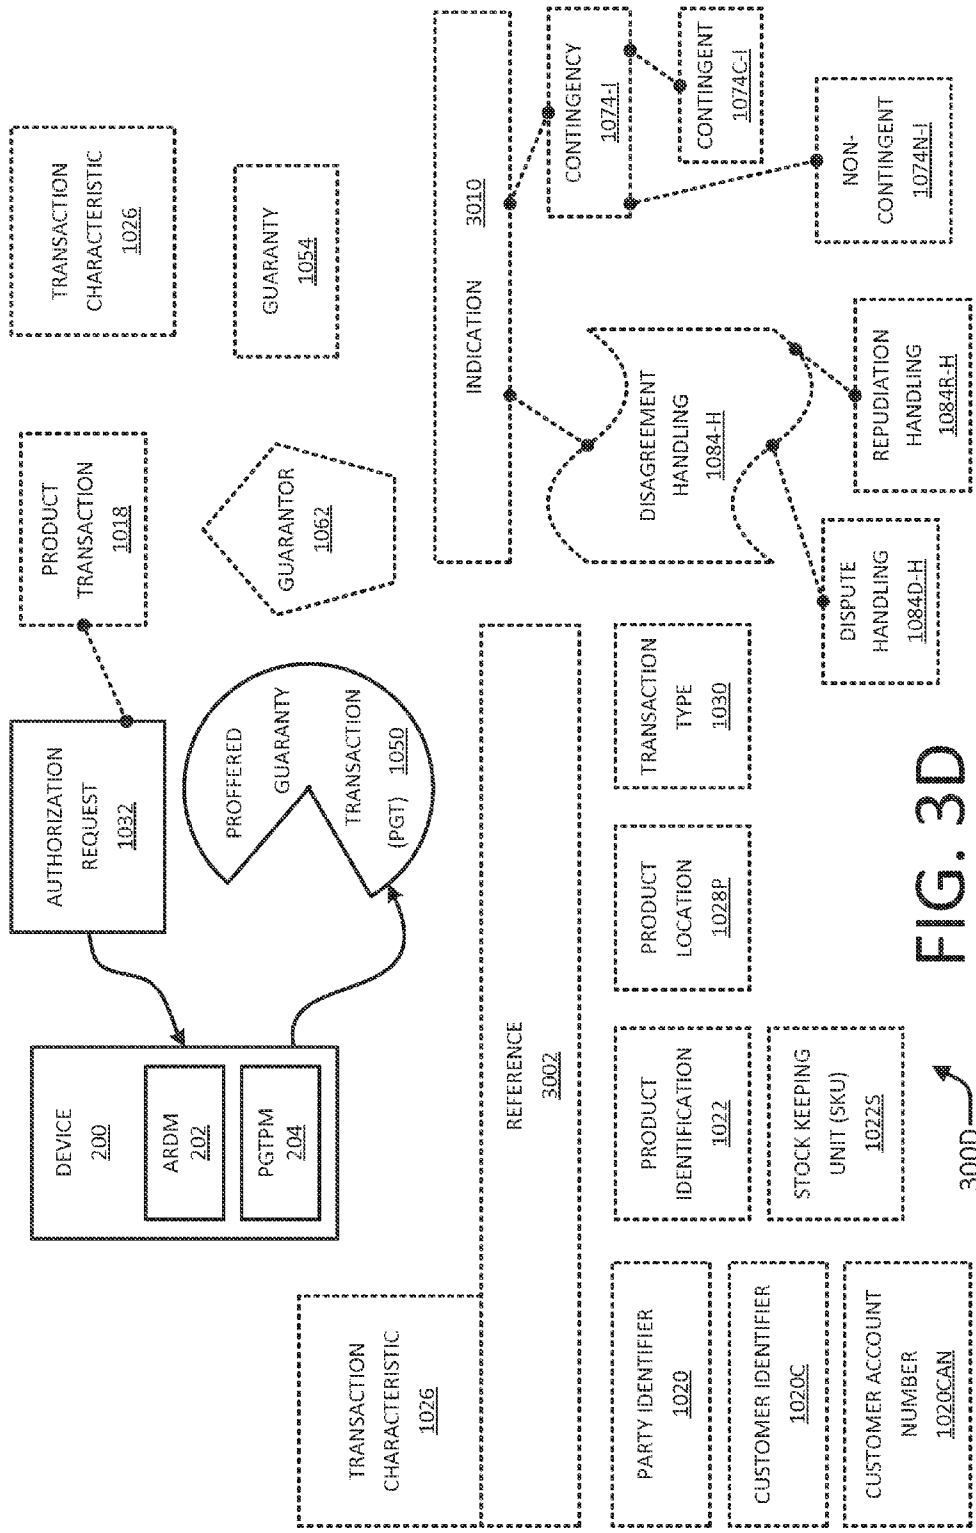 DEVICE
200
ARDM
202
PGTPM
204
AUTHORIZATION
REQUEST
1032
PRODUCT
TRANSACTION
1018
TRANSACTION
CHARACTERISTIC
1026
PROFFERED
GUARANTY
TRANSACTION
(PGT) 1050
GUARANTOR
1062
GUARANTY
1054
TRANSACTION
CHARACTERISTIC
1026
REFERENCE
3002
INDICATION 3010
PARTY IDENTIFIER
1020
CUSTOMER IDENTIFIER
1020C
CUSTOMER ACCOUNT
NUMBER
1020CAN
PRODUCT
IDENTIFICATION
1022
STOCK KEEPING
UNIT (SKU)
1022S
PRODUCT
LOCATION
1028P
TRANSACTION
TYPE
1030
DISAGREEMENT
HANDLING
1084-H
DISPUTE
HANDLING
1084D-H
REPUDIATION
HANDLING
1084R-H
CONTINGENCY
1074-I
CONTINGENT
1074C-I
NON-
CONTINGENT
1074N-I
300D
FIG. 3D